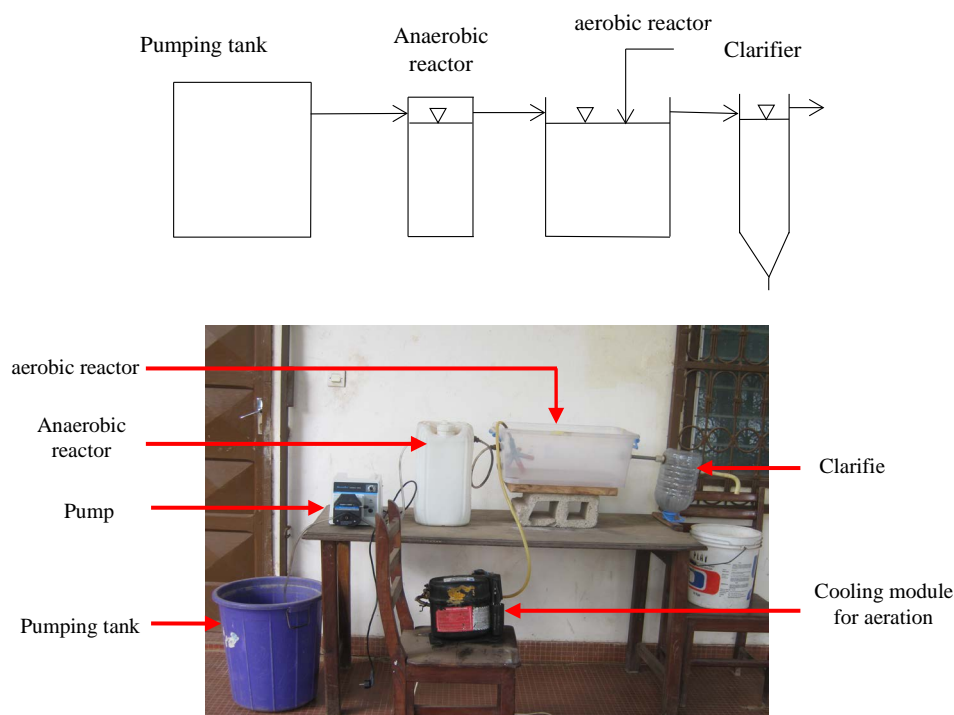 Pumping tank
Anaerobic
reactor
aerobic reactor
Clarifier
aerobic reactor
Anaerobic
reactor
Pump
Pumping tank
Clarifie
Cooling module
for aeration